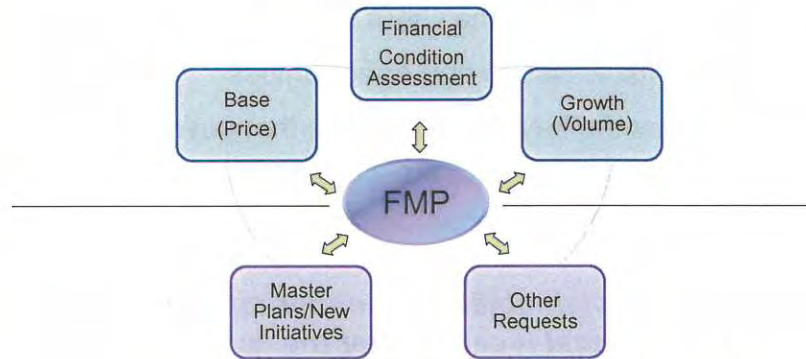 Financial
Condition
Assessment
Base
(Price)
Growth
(Volume)
FMP
Master
Plans/New
Initiatives
Other
Requests